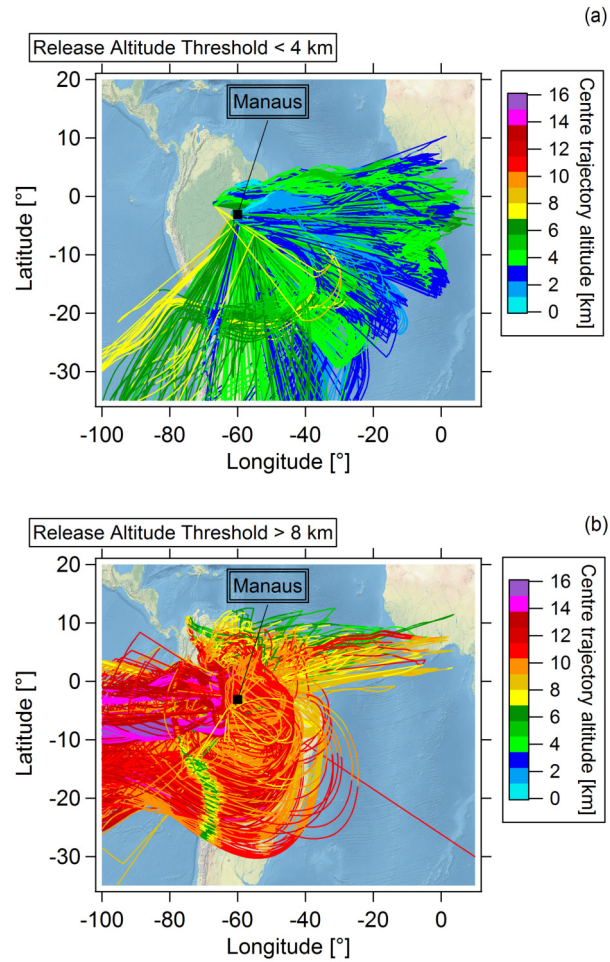 (a)
Release Altitude Threshold < 4 km
Manaus
20
10
0
-10
-20
-30
Latitude [°]
-100 -80 -60 -40 -20 0
Longitude [°]
16
14
12
10
8
6
4
2
0
Centre trajectory altitude [km]
(b)
Release Altitude Threshold > 8 km
Manaus
20
10
0
-10
-20
-30
Latitude [°]
-100 -80 -60 -40 -20 0
Longitude [°]
16
14
12
10
8
6
4
2
0
Centre trajectory altitude [km]